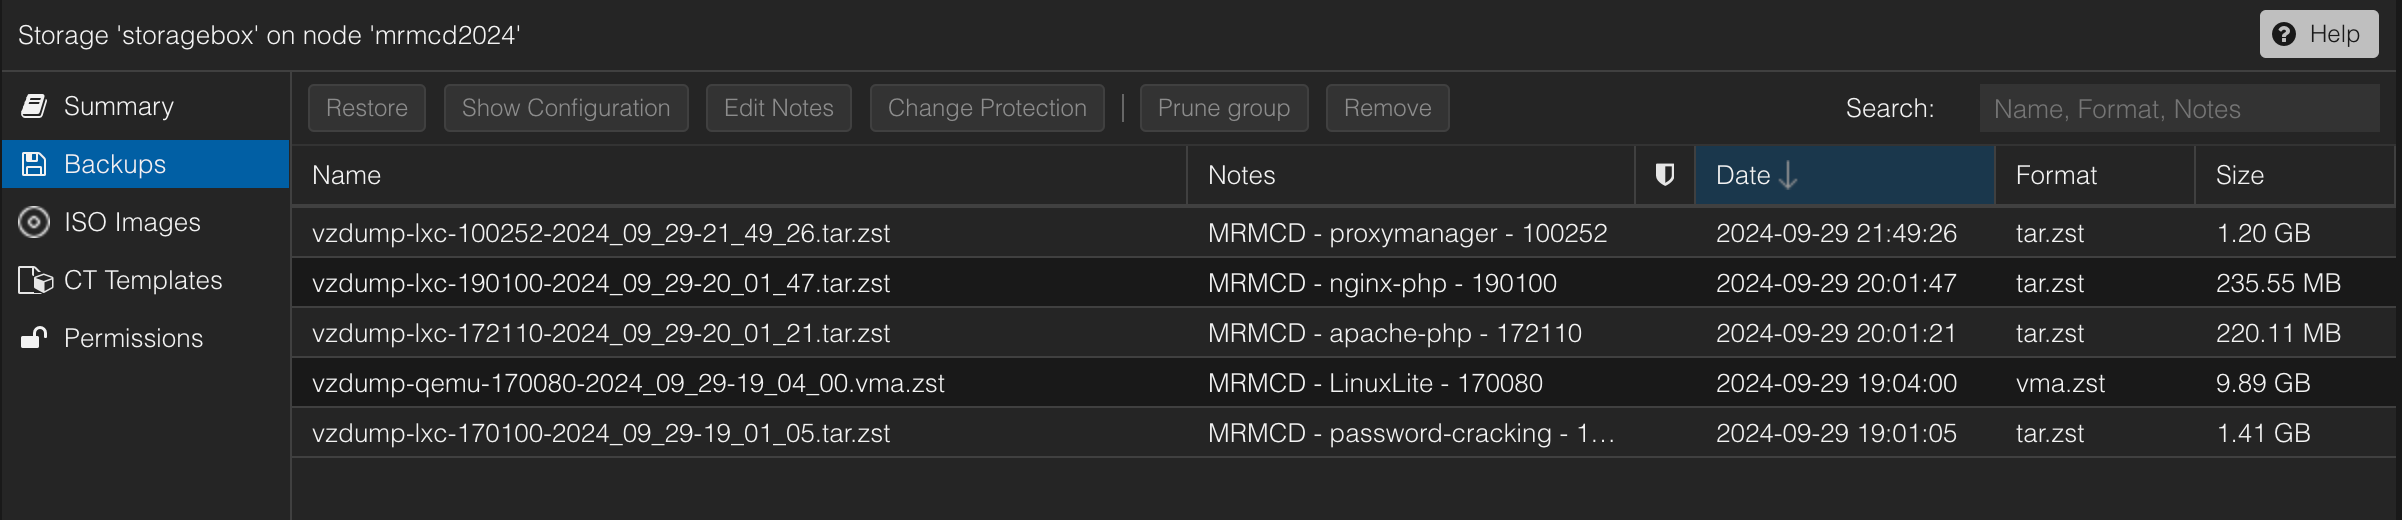 Storage 'storagebox' on node 'mrmcd2024'
Help
Summary
Backups
ISO Images
CT Templates
Permissions
Restore Show Configuration Edit Notes Change Protection Prune group Remove Search: Name, Format, Notes
Name Notes Date Format Size
vzdump-lxc-100252-2024_09_29-21_49_26.tar.zst MRMCD - proxymanager - 100252 2024-09-29 21:49:26 tar.zst 1.20 GB
vzdump-lxc-190100-2024_09_29-20_01_47.tar.zst MRMCD - nginx-php - 190100 2024-09-29 20:01:47 tar.zst 235.55 MB
vzdump-lxc-172110-2024_09_29-20_01_21.tar.zst MRMCD - apache-php - 172110 2024-09-29 20:01:21 tar.zst 220.11 MB
vzdump-qemu-170080-2024_09_29-19_04_00.vma.zst MRMCD - LinuxLite - 170080 2024-09-29 19:04:00 vma.zst 9.89 GB
vzdump-lxc-170100-2024_09_29-19_01_05.tar.zst MRMCD - password-cracking - 1... 2024-09-29 19:01:05 tar.zst 1.41 GB